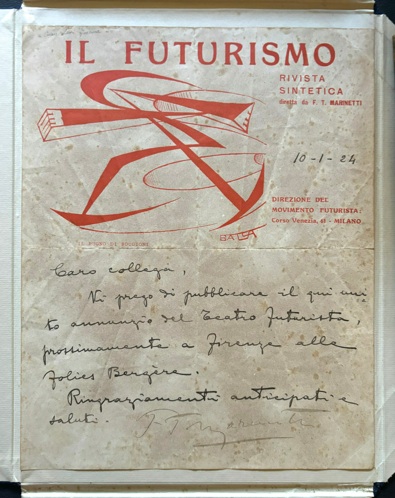 IL FUTURISMO
RIVISTA
SINTETICA
diretta da F. T. MARINETTI
10-1-24
DIREZIONE DEL
MOVIMENTO FUTURISTA:
Corso Venezia, 61 - MILANO
BALLA
Caro collega,
Vi prego di pubblicare il qui uni
to annunzio del Teatro Futurista,
prossimamente a Firenze alle
Folies Bergère.
Ringraziamenti anticipati e
saluti.